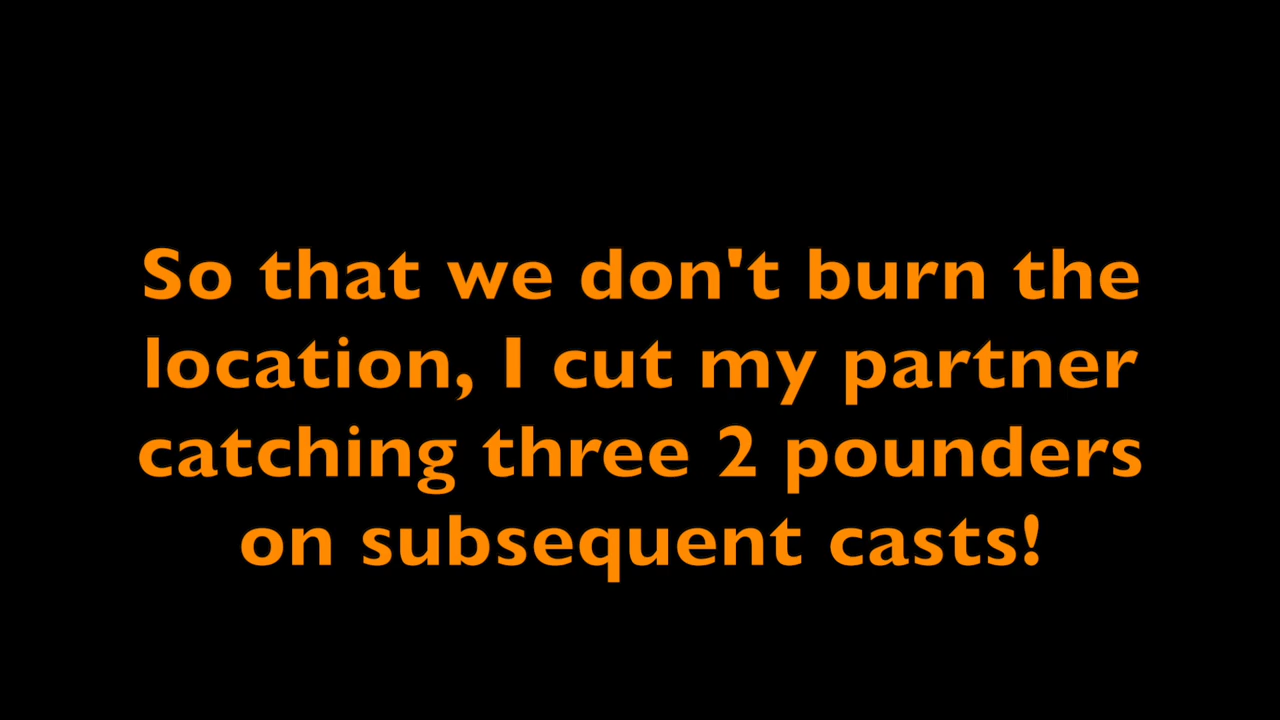 So that we don't burn the
location, I cut my partner
catching three 2 pounders
on subsequent casts!